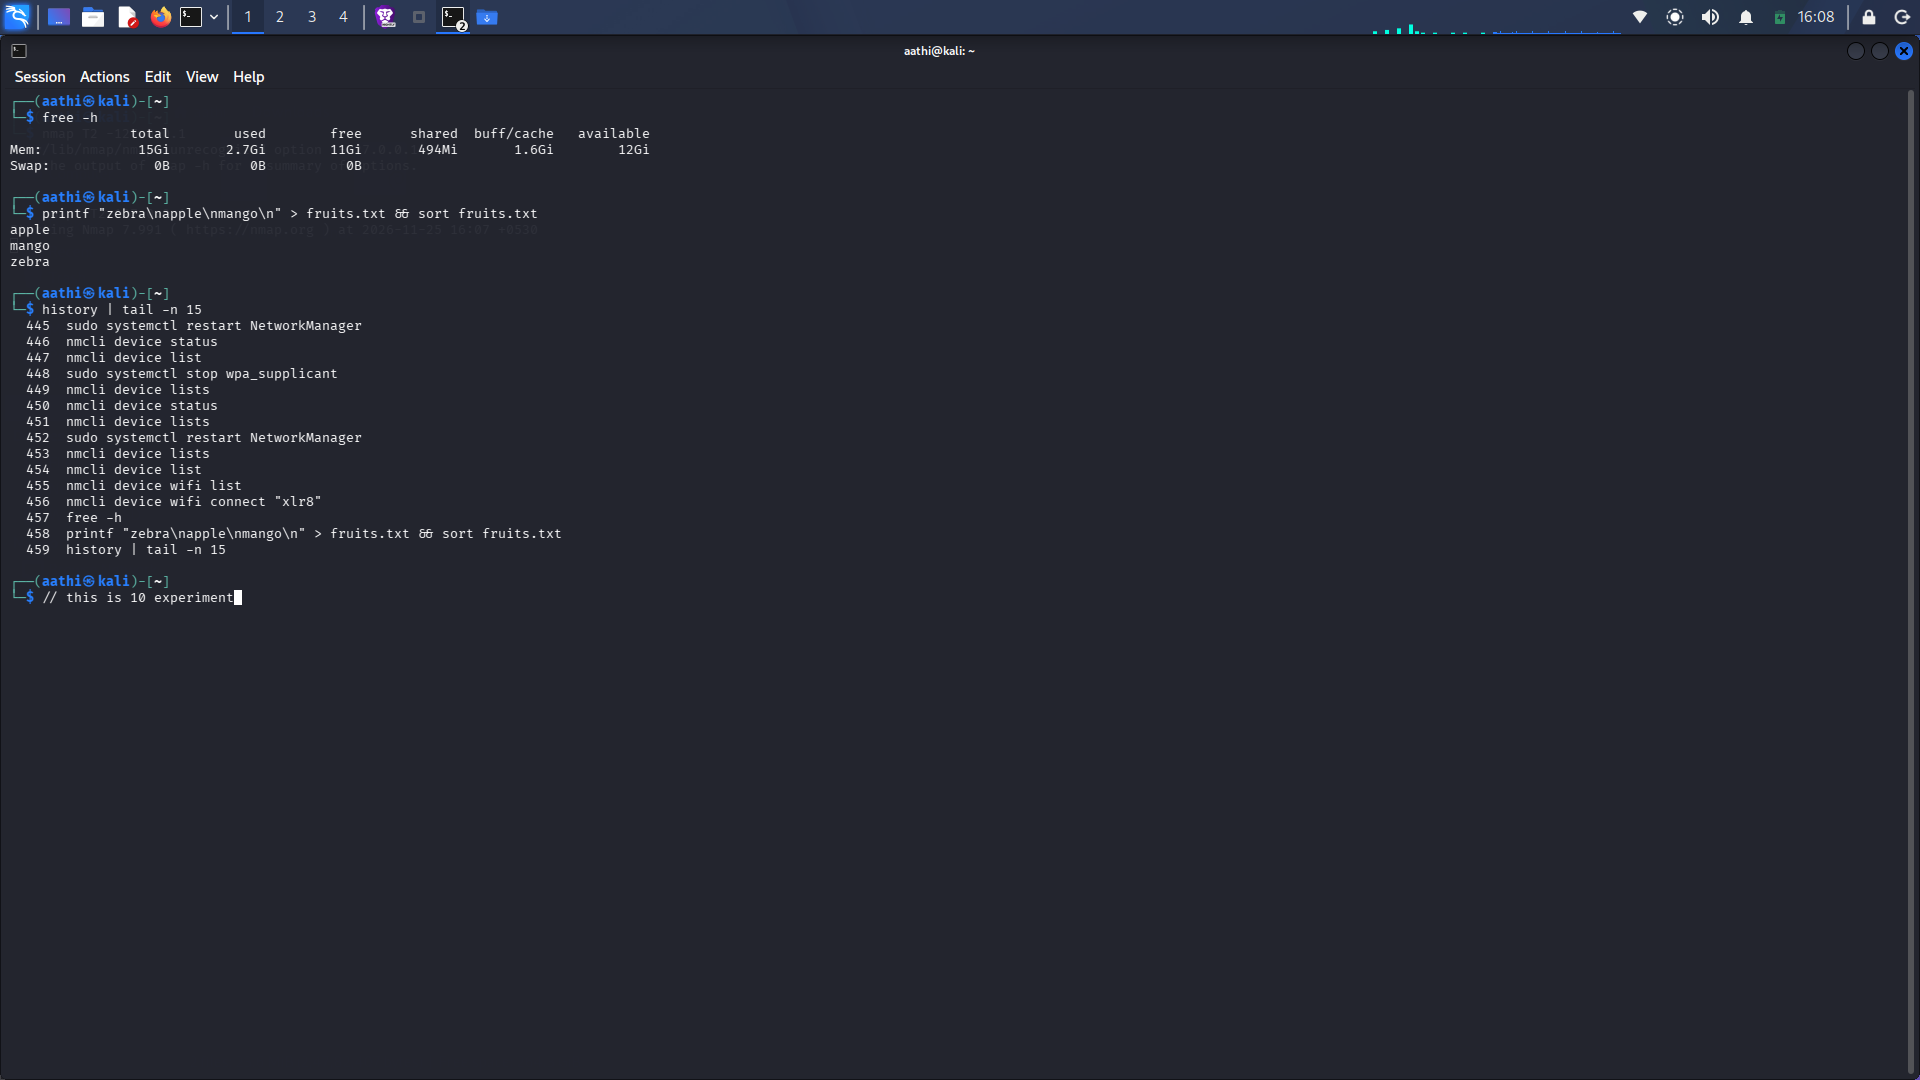 1 2 3 4 2 16:08
aathi@kali: ~
Session Actions Edit View Help
┌──(aathi㉿kali)-[~]
└─$ free -h
               total        used        free      shared  buff/cache   available
Mem:            15Gi       2.7Gi        11Gi       494Mi       1.6Gi        12Gi
Swap:             0B          0B          0B
┌──(aathi㉿kali)-[~]
└─$ printf "zebra\napple\nmango\n" > fruits.txt && sort fruits.txt
apple
mango
zebra
┌──(aathi㉿kali)-[~]
└─$ history | tail -n 15
  445  sudo systemctl restart NetworkManager
  446  nmcli device status
  447  nmcli device list
  448  sudo systemctl stop wpa_supplicant
  449  nmcli device lists
  450  nmcli device status
  451  nmcli device lists
  452  sudo systemctl restart NetworkManager
  453  nmcli device lists
  454  nmcli device list
  455  nmcli device wifi list
  456  nmcli device wifi connect "xlr8"
  457  free -h
  458  printf "zebra\napple\nmango\n" > fruits.txt && sort fruits.txt
  459  history | tail -n 15
┌──(aathi㉿kali)-[~]
└─$ // this is 10 experiment